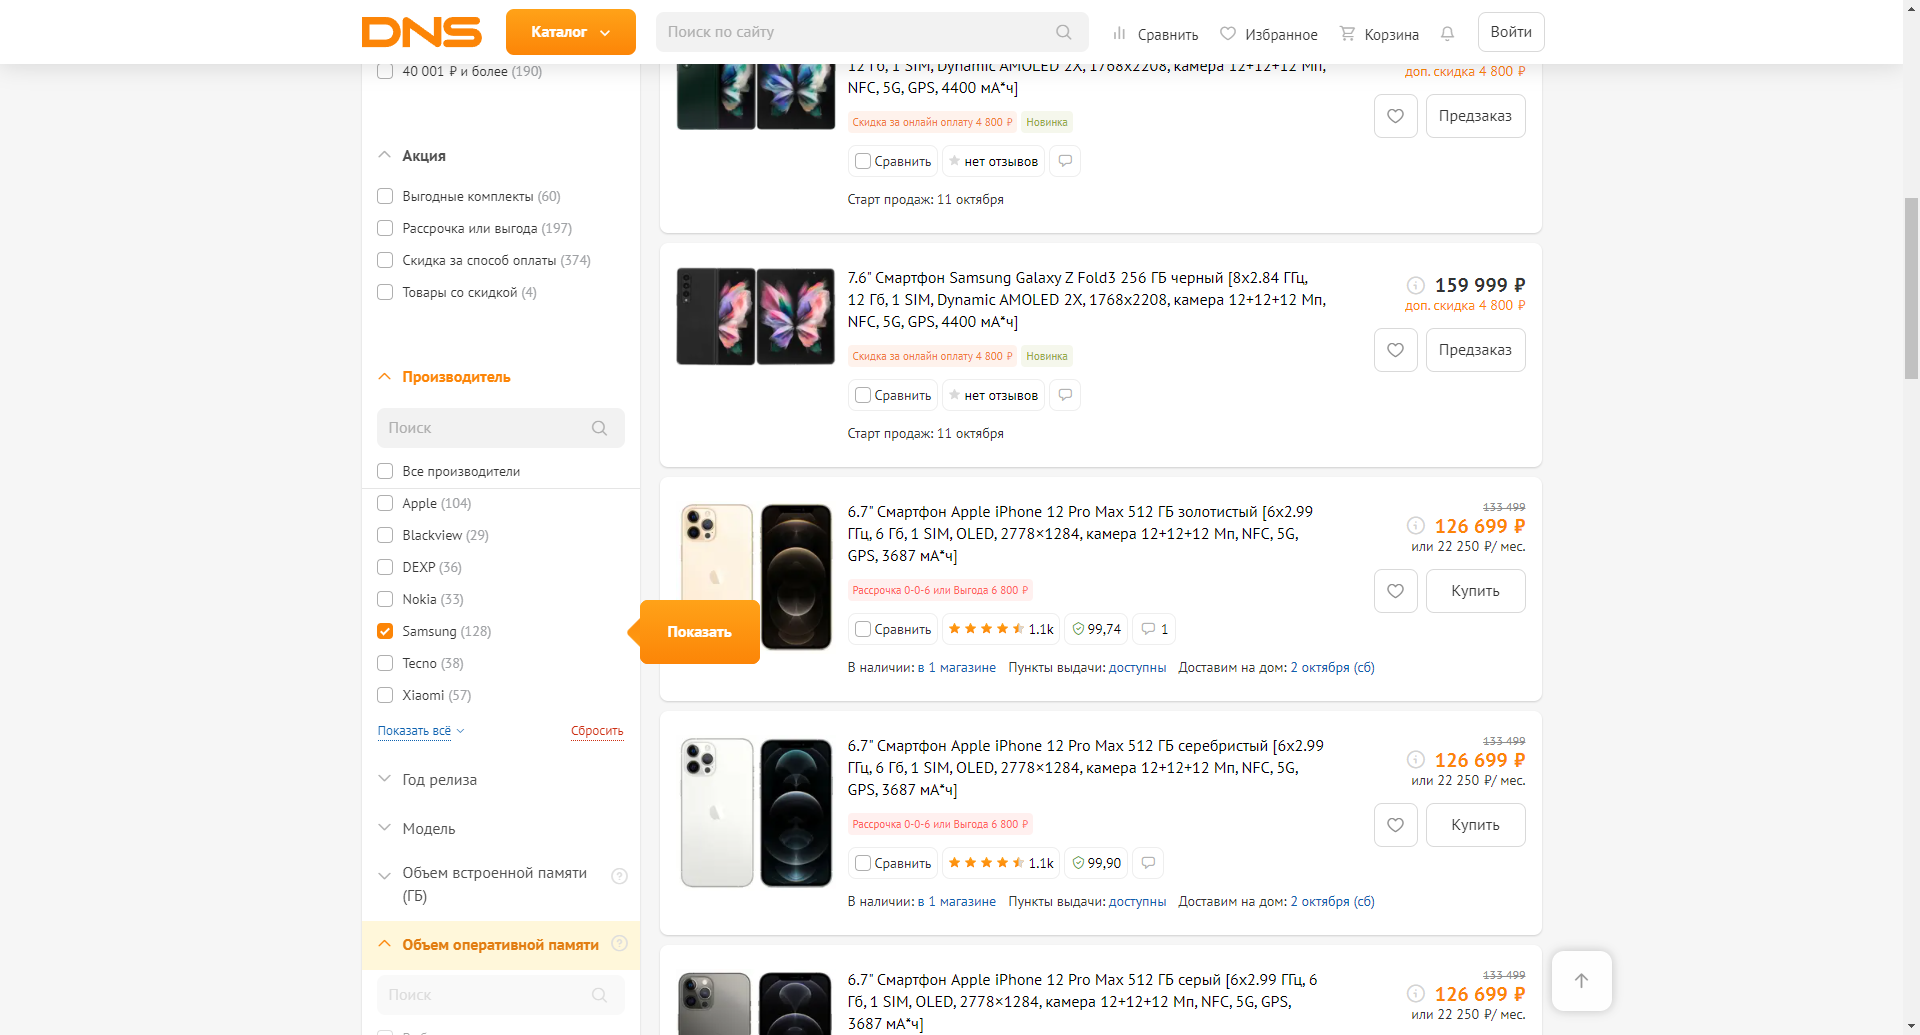 DNS
Каталог
Поиск по сайту
Сравнить
Избранное
Корзина
Войти
40 001 ₽ и более (190)
Акция
Выгодные комплекты (60)
Рассрочка или выгода (197)
Скидка за способ оплаты (374)
Товары со скидкой (4)
Производитель
Поиск
Все производители
Apple (104)
Blackview (29)
DEXP (36)
Nokia (33)
Samsung (128)
Tecno (38)
Xiaomi (57)
Показать всё
Сбросить
Показать
Год релиза
Модель
Объем встроенной памяти
(ГБ)
Объем оперативной памяти
Поиск
12 Гб, 1 SIM, Dynamic AMOLED 2X, 1768x2208, камера 12+12+12 Мп,
NFC, 5G, GPS, 4400 мА*ч]
Скидка за онлайн оплату 4 800 ₽
Новинка
Сравнить
нет отзывов
Старт продаж: 11 октября
доп. скидка 4 800 ₽
Предзаказ
7.6" Смартфон Samsung Galaxy Z Fold3 256 ГБ черный [8x2.84 ГГц,
12 Гб, 1 SIM, Dynamic AMOLED 2X, 1768x2208, камера 12+12+12 Мп,
NFC, 5G, GPS, 4400 мА*ч]
Скидка за онлайн оплату 4 800 ₽
Новинка
Сравнить
нет отзывов
Старт продаж: 11 октября
159 999 ₽
доп. скидка 4 800 ₽
Предзаказ
6.7" Смартфон Apple iPhone 12 Pro Max 512 ГБ золотистый [6x2.99
ГГц, 6 Гб, 1 SIM, OLED, 2778×1284, камера 12+12+12 Мп, NFC, 5G,
GPS, 3687 мА*ч]
Рассрочка 0-0-6 или Выгода 6 800 ₽
Сравнить
1.1k
99,74
1
В наличии: в 1 магазине Пункты выдачи: доступны Доставим на дом: 2 октября (сб)
133 499
126 699 ₽
или 22 250 ₽/ мес.
Купить
6.7" Смартфон Apple iPhone 12 Pro Max 512 ГБ серебристый [6x2.99
ГГц, 6 Гб, 1 SIM, OLED, 2778×1284, камера 12+12+12 Мп, NFC, 5G,
GPS, 3687 мА*ч]
Рассрочка 0-0-6 или Выгода 6 800 ₽
Сравнить
1.1k
99,90
В наличии: в 1 магазине Пункты выдачи: доступны Доставим на дом: 2 октября (сб)
133 499
126 699 ₽
или 22 250 ₽/ мес.
Купить
6.7" Смартфон Apple iPhone 12 Pro Max 512 ГБ серый [6x2.99 ГГц, 6
Гб, 1 SIM, OLED, 2778×1284, камера 12+12+12 Мп, NFC, 5G, GPS,
3687 мА*ч]
133 499
126 699 ₽
или 22 250 ₽/ мес.